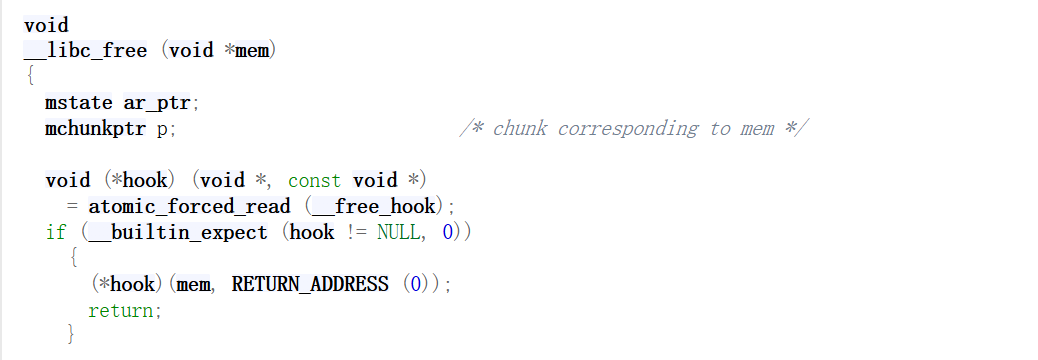 void
__libc_free (void *mem)
{
  mstate ar_ptr;
  mchunkptr p;                          /* chunk corresponding to mem */
  void (*hook) (void *, const void *)
    = atomic_forced_read (__free_hook);
  if (__builtin_expect (hook != NULL, 0))
    {
      (*hook)(mem, RETURN_ADDRESS (0));
      return;
    }